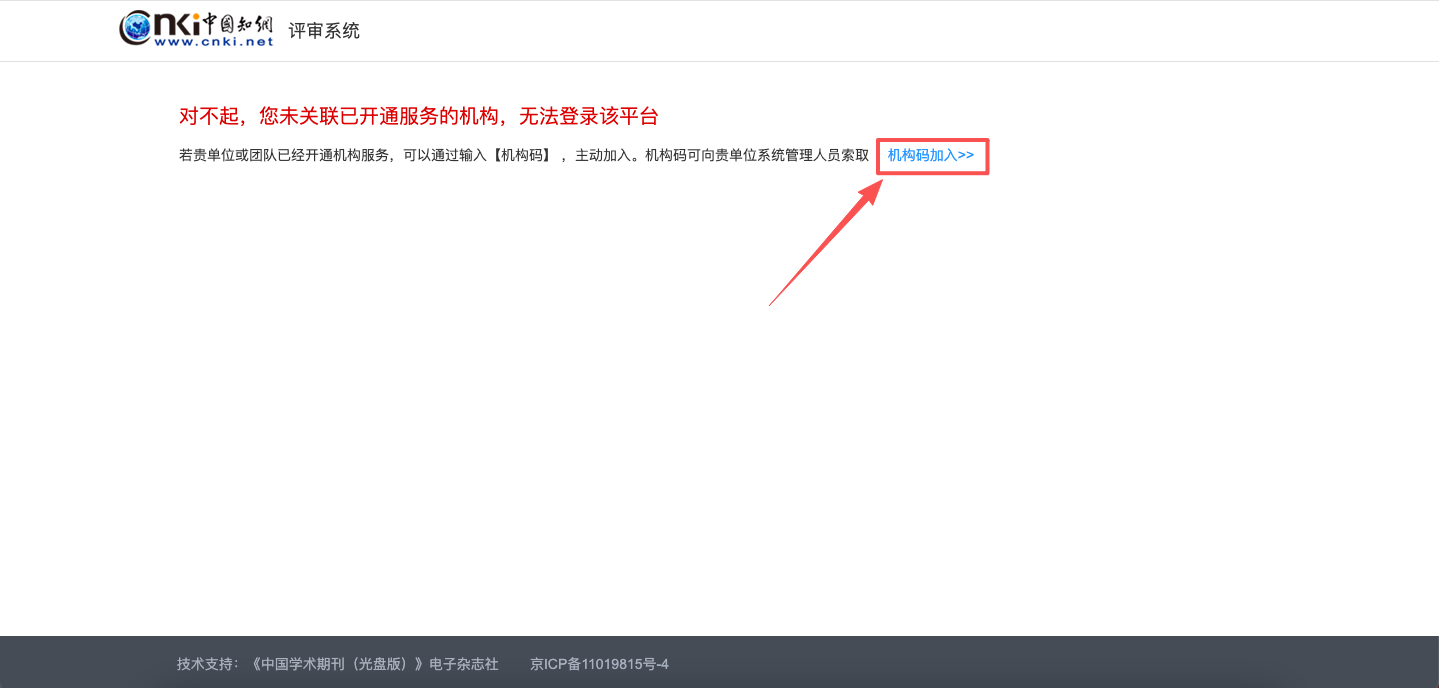 cnki中国知网 评审系统
www.cnki.net
对不起，您未关联已开通服务的机构，无法登录该平台
若贵单位或团队已经开通机构服务，可以通过输入【机构码】，主动加入。机构码可向贵单位系统管理人员索取 机构码加入>>
技术支持：《中国学术期刊（光盘版）》电子杂志社 京ICP备11019815号-4